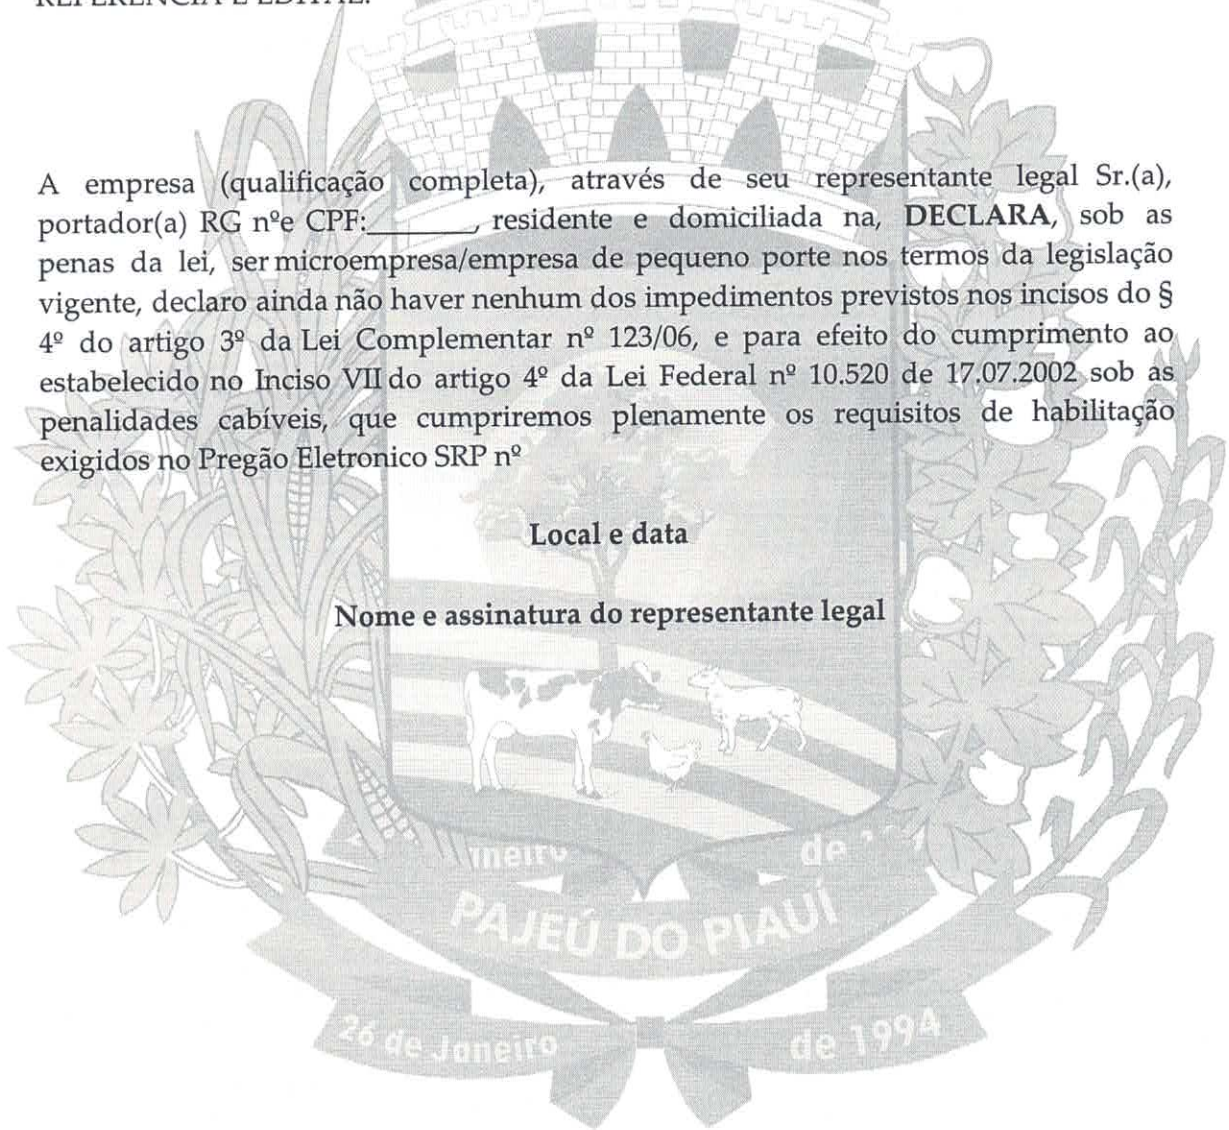 REFERÊNCIA E EDITAL.
A empresa (qualificação completa), através de seu representante legal Sr.(a),
portador(a) RG nºe CPF:_______, residente e domiciliada na, DECLARA, sob as
penas da lei, ser microempresa/empresa de pequeno porte nos termos da legislação
vigente, declaro ainda não haver nenhum dos impedimentos previstos nos incisos do §
4º do artigo 3º da Lei Complementar nº 123/06, e para efeito do cumprimento ao
estabelecido no Inciso VII do artigo 4º da Lei Federal nº 10.520 de 17.07.2002 sob as
penalidades cabíveis, que cumpriremos plenamente os requisitos de habilitação
exigidos no Pregão Eletronico SRP nº
Local e data
Nome e assinatura do representante legal
de
PAJEÚ DO PIAUÍ
26 de Janeiro de 1994